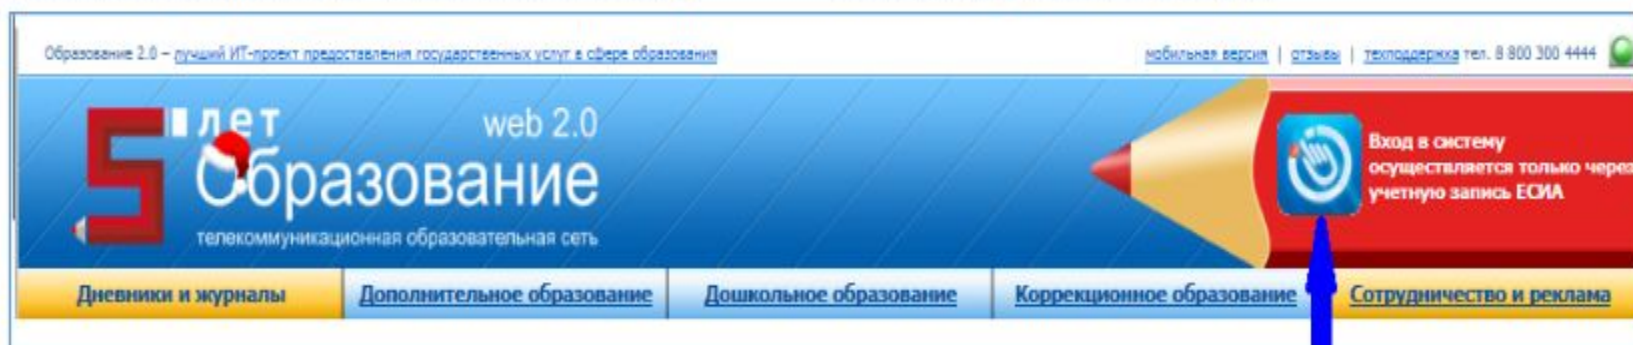 Образование 2.0 – лучший ИТ-проект предоставления государственных услуг в сфере образования
мобильная версия | отзывы | техподдержка тел. 8 800 300 4444
5 лет
web 2.0
Образование
телекоммуникационная образовательная сеть
Вход в систему
осуществляется только через
учетную запись ЕСИА
Дневники и журналы
Дополнительное образование
Дошкольное образование
Коррекционное образование
Сотрудничество и реклама